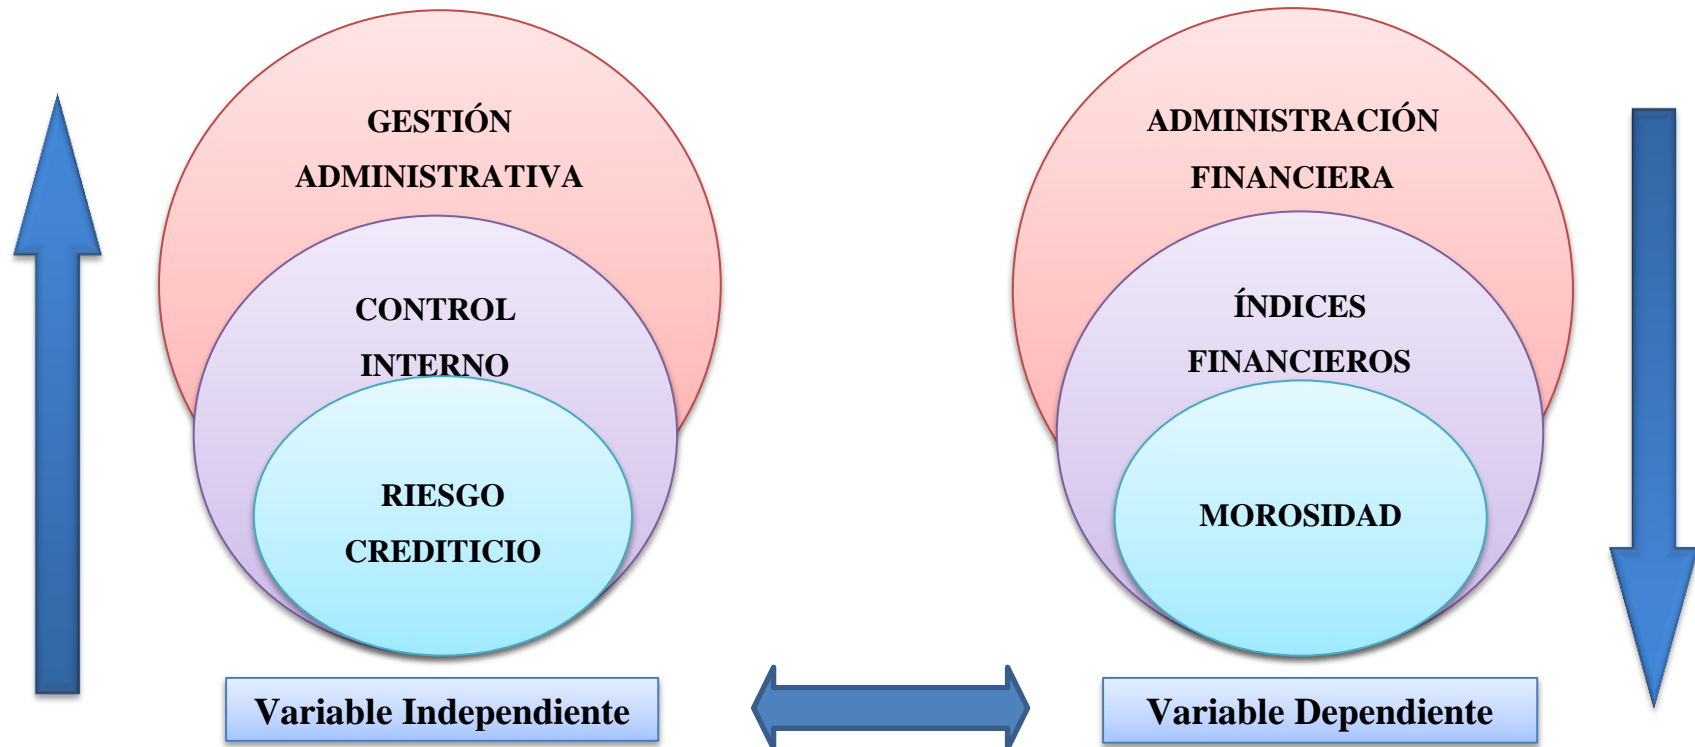 GESTIÓN
ADMINISTRATIVA
CONTROL
INTERNO
RIESGO
CREDITICIO
Variable Independiente
ADMINISTRACIÓN
FINANCIERA
ÍNDICES
FINANCIEROS
MOROSIDAD
Variable Dependiente